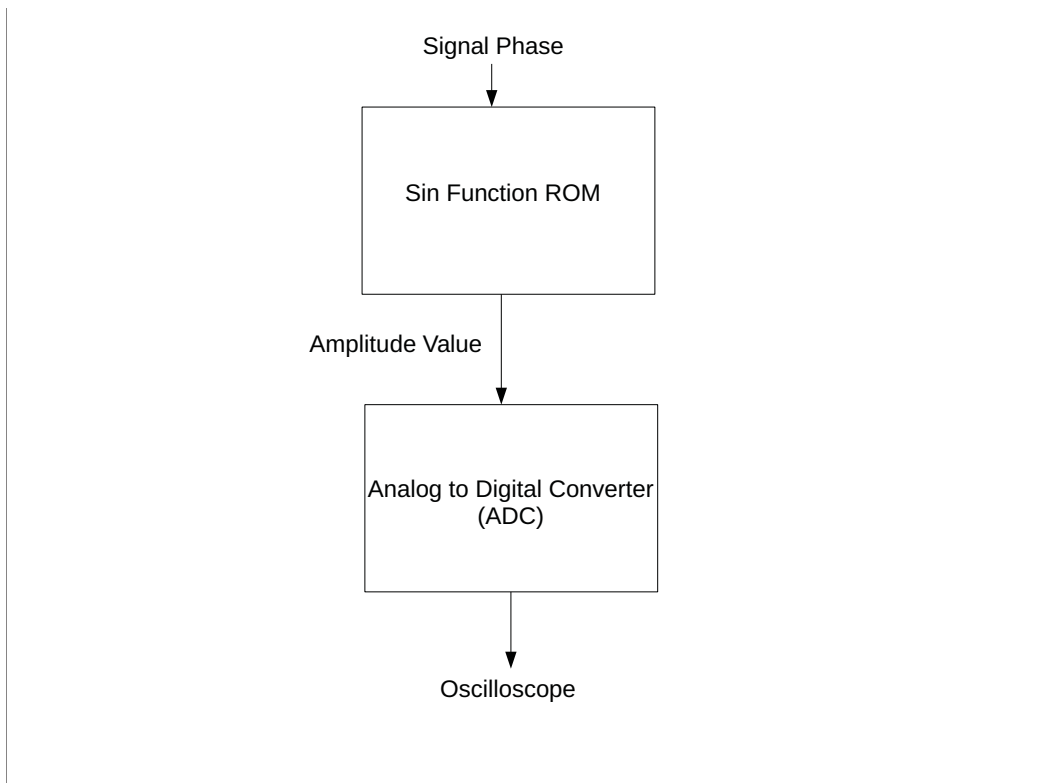 Signal Phase
Sin Function ROM
Amplitude Value
Analog to Digital Converter
(ADC)
Oscilloscope